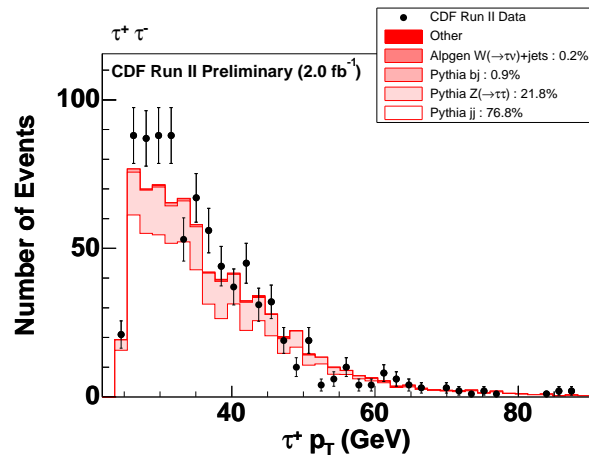 τ⁺ τ⁻
CDF Run II Preliminary (2.0 fb⁻¹)
CDF Run II Data
Other
Alpgen W(→τν)+jets : 0.2%
Pythia bj : 0.9%
Pythia Z(→ττ) : 21.8%
Pythia jj : 76.8%
Number of Events
100
50
0
40
60
80
τ⁺ p_T (GeV)